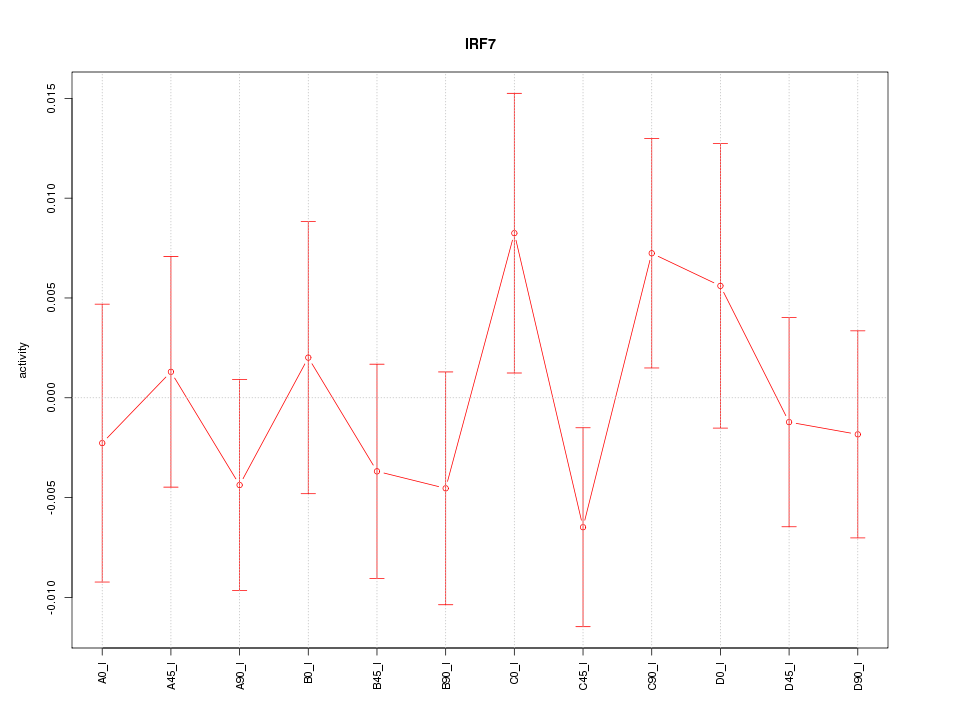 IRF7
activity
0.015
0.010
0.005
0.000
-0.005
-0.010
A0_I
A45_I
A90_I
B0_I
B45_I
B90_I
C0_I
C45_I
C90_I
D0_I
D45_I
D90_I